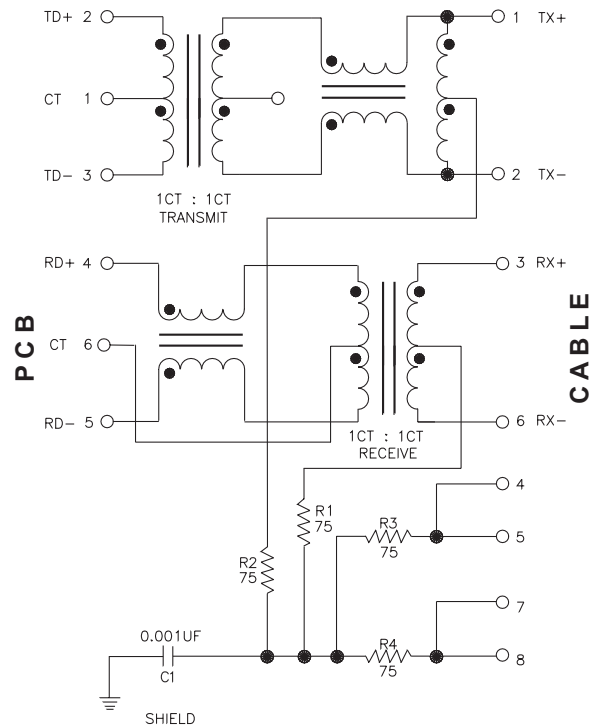 TD+ 2
1 TX+
CT 1
TD- 3
2 TX-
1CT : 1CT
TRANSMIT
RD+ 4
3 RX+
PCB
CT 6
CABLE
RD- 5
6 RX-
1CT : 1CT
RECEIVE
4
R1
75
R3
75
5
R2
75
7
0.001UF
C1
R4
75
8
SHIELD